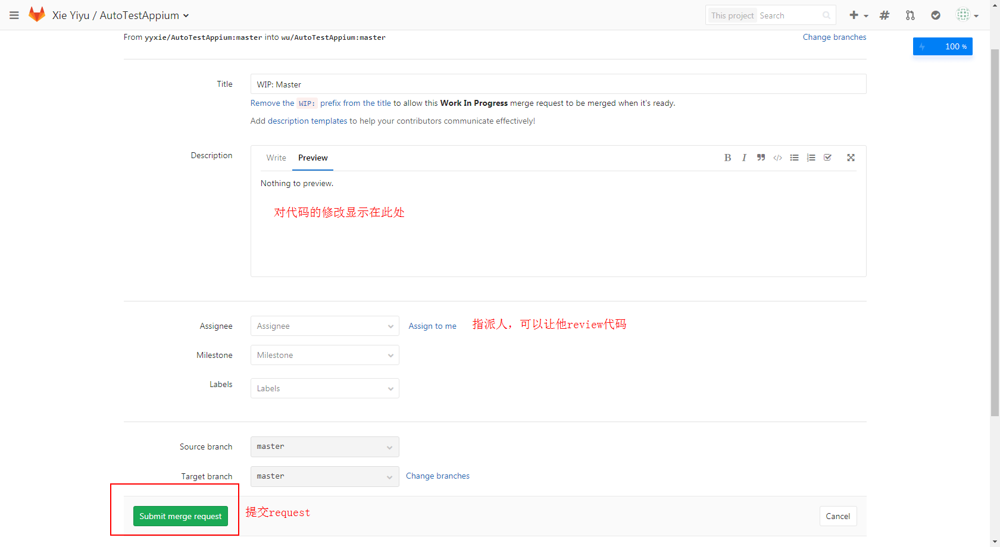 Xie Yiyu / AutoTestAppium
This project Search
From yyxie/AutoTestAppium:master into wu/AutoTestAppium:master
Change branches
100 %
Title
WIP: Master
Remove the WIP: prefix from the title to allow this Work In Progress merge request to be merged when it's ready.
Add description templates to help your contributors communicate effectively!
Description
Write Preview
Nothing to preview.
对代码的修改显示在此处
Assignee
Assignee
Assign to me
指派人，可以让他review代码
Milestone
Milestone
Labels
Labels
Source branch
master
Target branch
master
Change branches
Submit merge request
提交request
Cancel